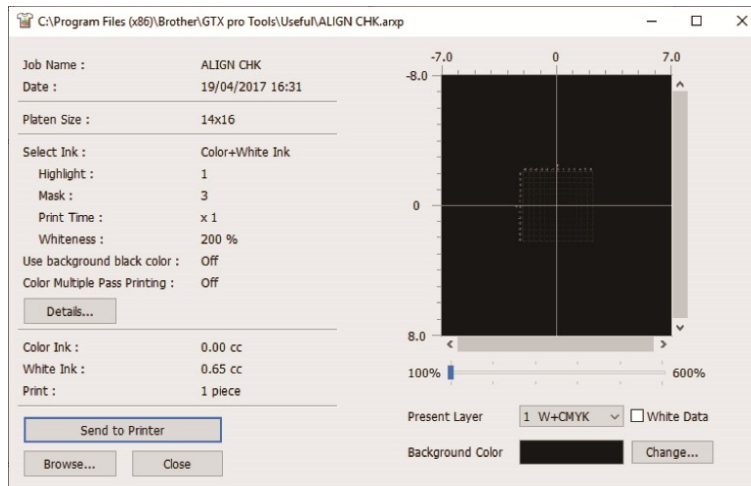 C:\Program Files (x86)\Brother\GTX pro Tools\Useful\ALIGN CHK.arxp
Job Name : ALIGN CHK
Date : 19/04/2017 16:31
Platen Size : 14x16
Select Ink : Color+White Ink
Highlight : 1
Mask : 3
Print Time : x 1
Whiteness : 200 %
Use background black color : Off
Color Multiple Pass Printing : Off
Details...
Color Ink : 0.00 cc
White Ink : 0.65 cc
Print : 1 piece
Send to Printer
Browse... Close
-7.0 0 7.0
-8.0
0
8.0
100% 600%
Present Layer 1 W+CMYK White Data
Background Color Change...